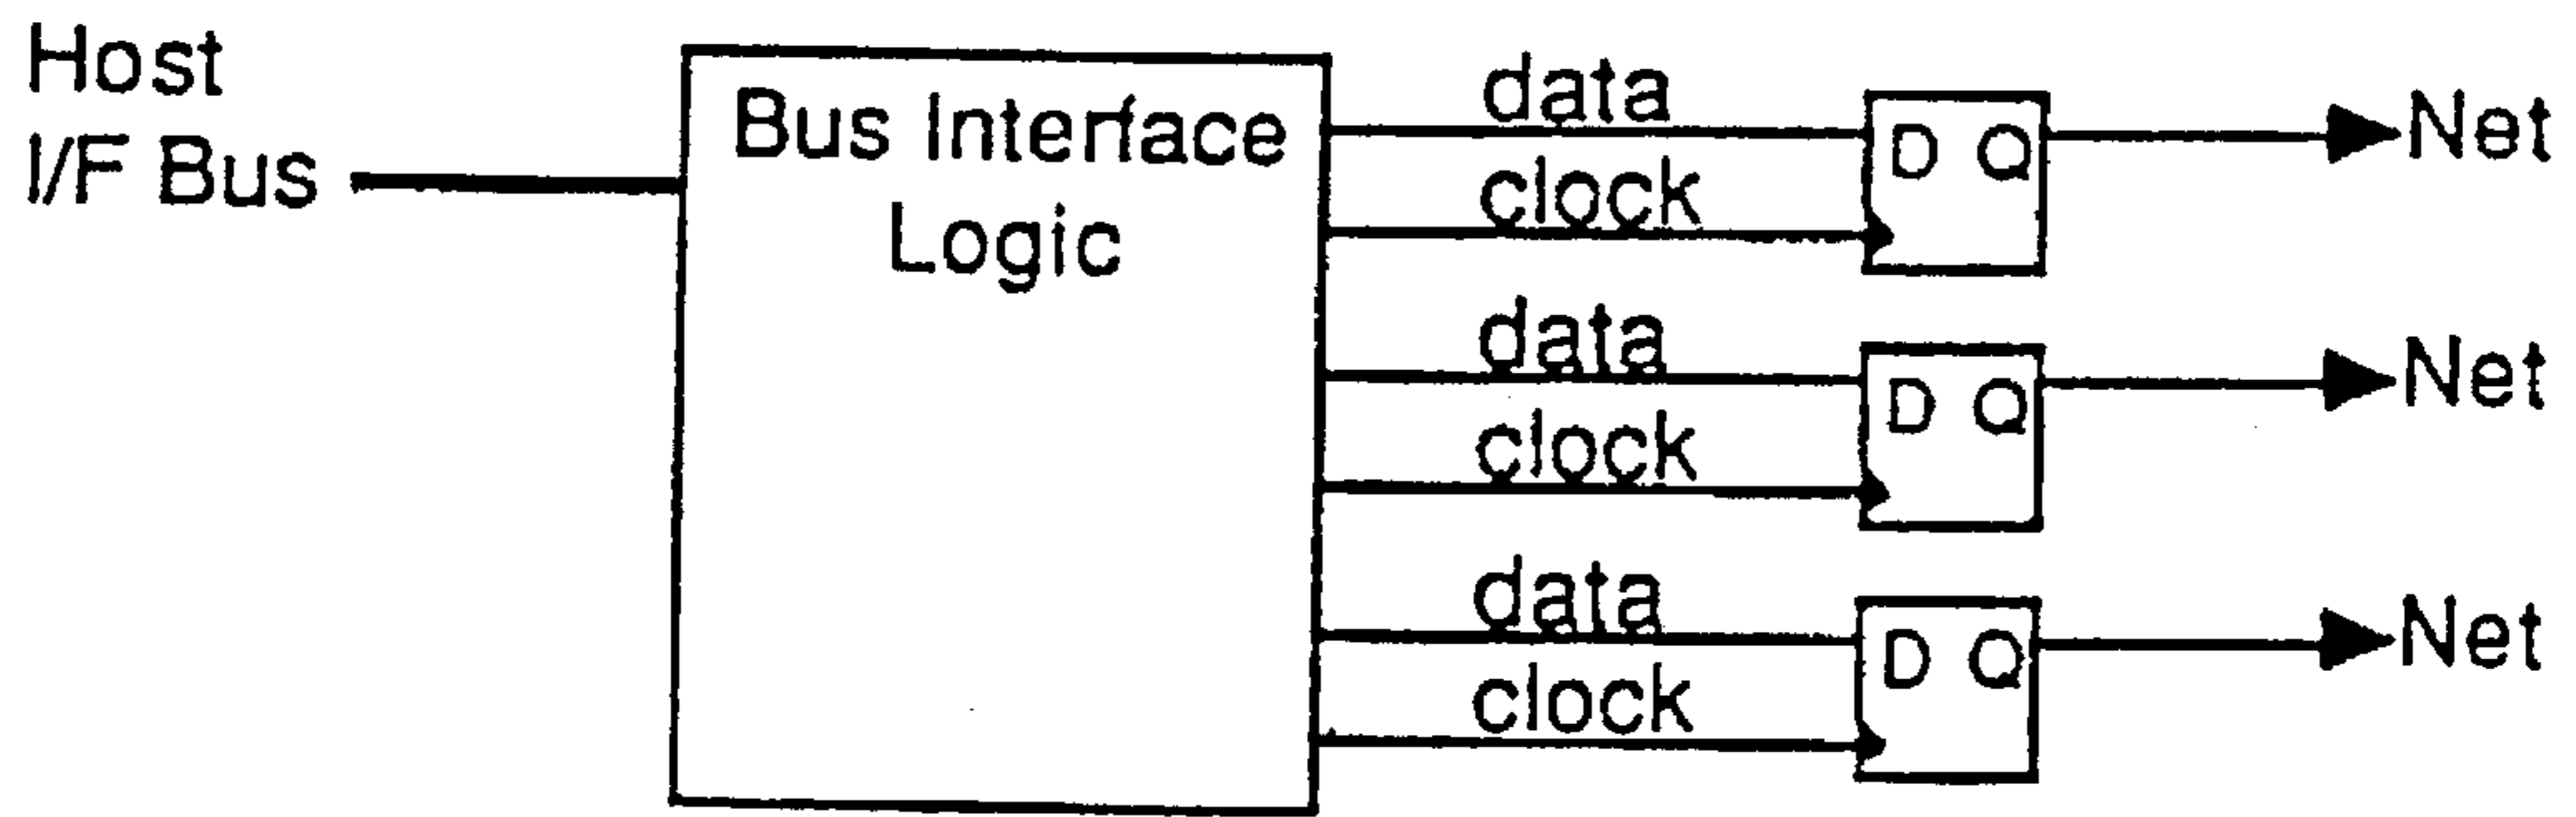 Host
I/F Bus
Bus Interface
Logic
data
clock
D Q
Net
data
clock
D Q
Net
data
clock
D Q
Net